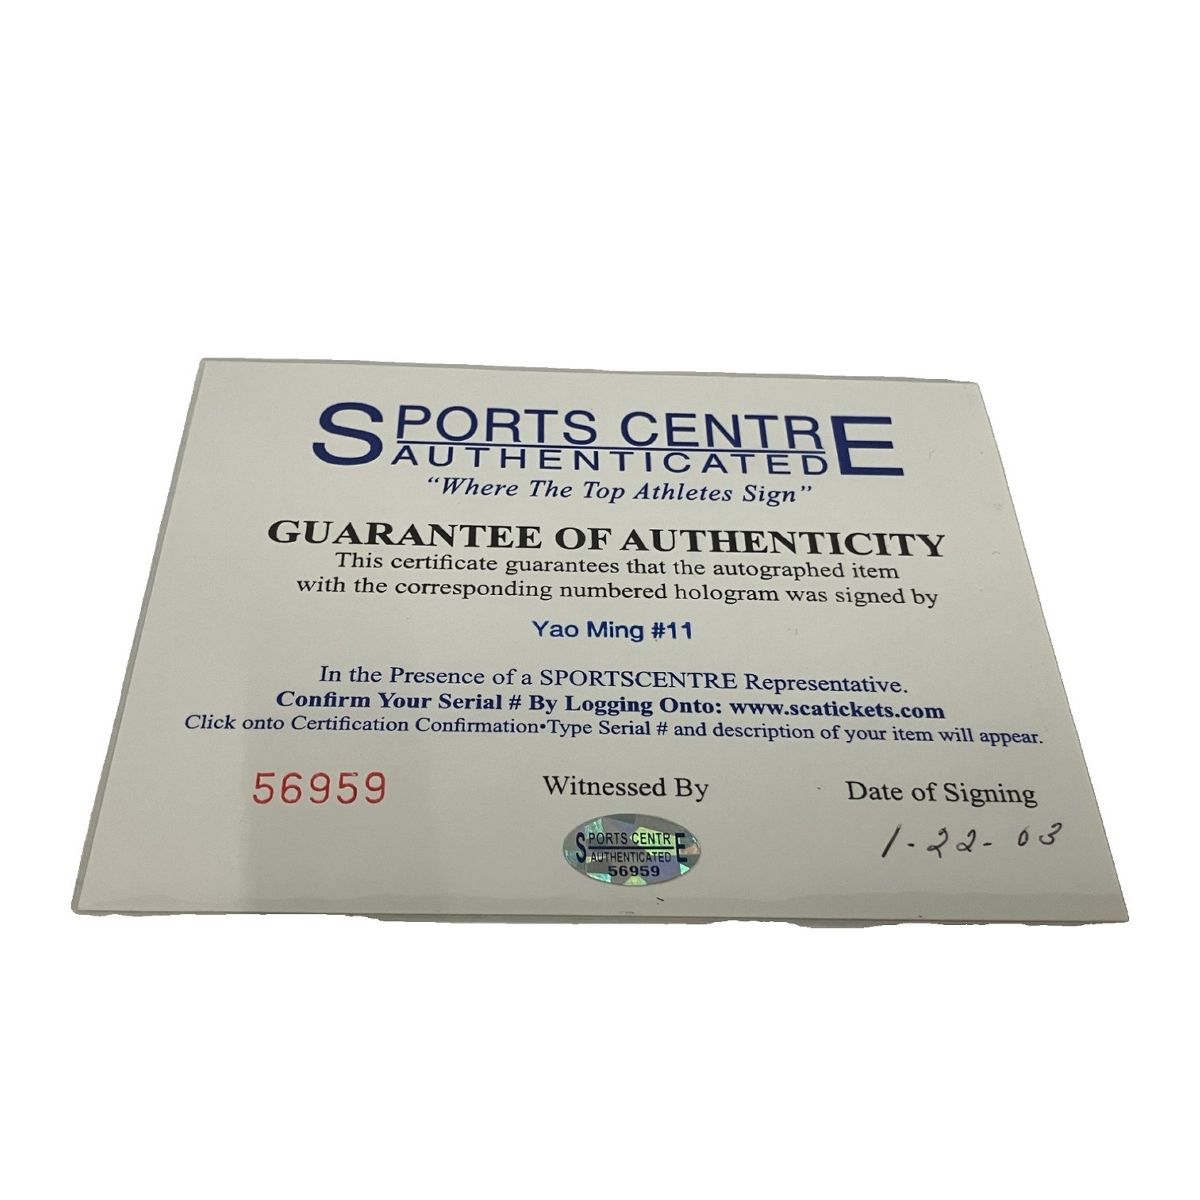 SPORTS CENTRE
AUTHENTICATED
“Where The Top Athletes Sign”
GUARANTEE OF AUTHENTICITY
This certificate guarantees that the autographed item
with the corresponding numbered hologram was signed by
Yao Ming #11
In the Presence of a SPORTSCENTRE Representative.
Confirm Your Serial # By Logging Onto: www.scatickets.com
Click onto Certification Confirmation•Type Serial # and description of your item will appear.
56959
Witnessed By
Date of Signing
SPORTS CENTRE
AUTHENTICATED
56959
1-22-03